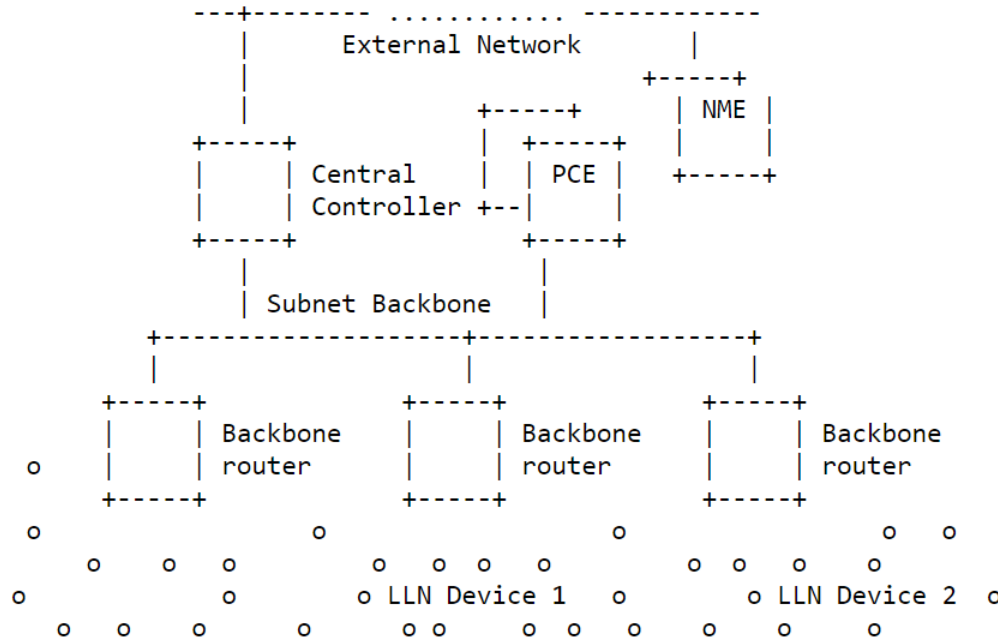 ---+-------- ............ ------------
|      External Network       |
|                          +-----+
|               +-----+      | NME |
+-----+            |  +-----+   |     |
|     | Central    |  | PCE |   +-----+
|     | Controller +--|     |
+-----+               +-----+
|                   |
| Subnet Backbone   |
+---------------------+-------------------+
|                     |                   |
+-----+             +-----+             +-----+
|     | Backbone    |     | Backbone    |     | Backbone
o    |     | router      |     | router      |     | router
+-----+             +-----+             +-----+
o                  o                   o                 o   o
o    o   o         o   o  o   o         o  o   o    o
o             o        o LLN Device 1   o        o LLN Device 2  o
o   o    o      o      o o     o  o   o    o    o     o